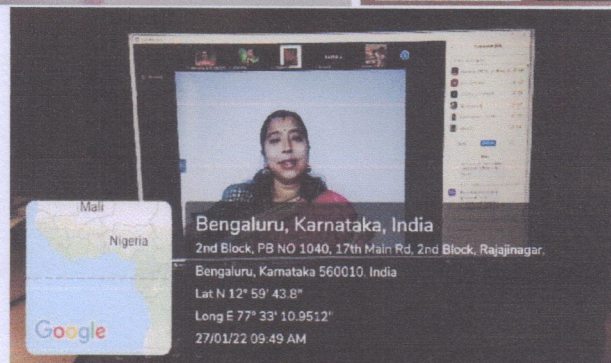 Mali
Nigeria
Google
Bengaluru, Karnataka, India
2nd Block, PB NO 1040, 17th Main Rd, 2nd Block, Rajajinagar,
Bengaluru, Karnataka 560010, India
Lat N 12° 59' 43.8"
Long E 77° 33' 10.9512"
27/01/22 09:49 AM